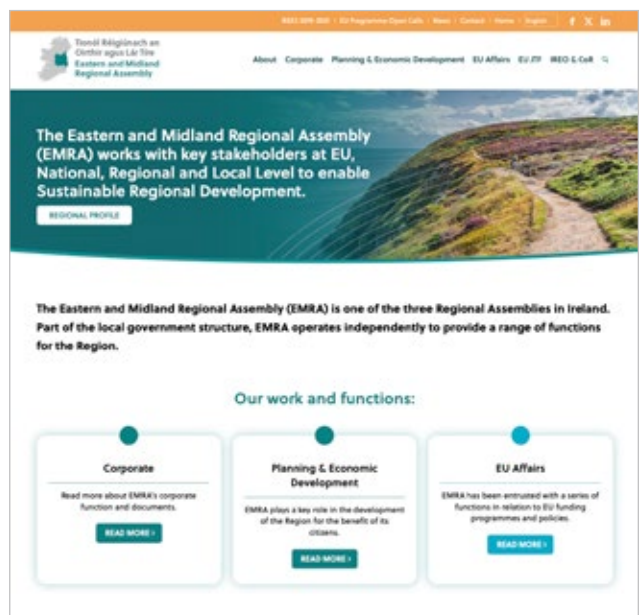 RSES 2019-2031 | EU Programme Open Calls | News | Contact | Home | English
Tionól Réigiúnach an
Oirthir agus Lár Tíre
Eastern and Midland
Regional Assembly
About Corporate Planning & Economic Development EU Affairs EU JTF IREO & CoR
The Eastern and Midland Regional Assembly
(EMRA) works with key stakeholders at EU,
National, Regional and Local Level to enable
Sustainable Regional Development.
REGIONAL PROFILE
The Eastern and Midland Regional Assembly (EMRA) is one of the three Regional Assemblies in Ireland.
Part of the local government structure, EMRA operates independently to provide a range of functions
for the Region.
Our work and functions:
Corporate
Read more about EMRA's corporate
function and documents.
READ MORE ›
Planning & Economic
Development
EMRA plays a key role in the development
of the Region for the benefit of its
citizens.
READ MORE ›
EU Affairs
EMRA has been entrusted with a series of
functions in relation to EU funding
programmes and policies.
READ MORE ›